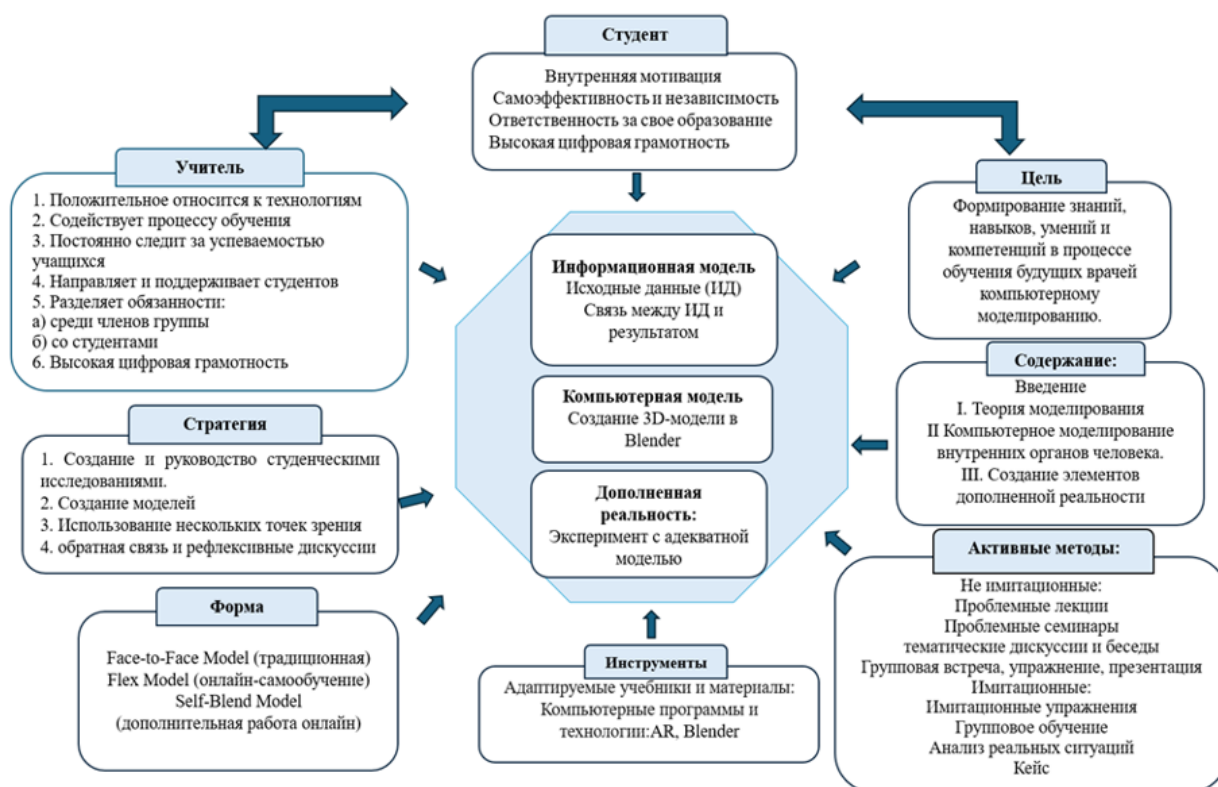 Студент
Внутренняя мотивация
Самоэффективность и независимость
Ответственность за свое образование
Высокая цифровая грамотность
Учитель
1. Положительное относится к технологиям
2. Содействует процессу обучения
3. Постоянно следит за успеваемостью
учащихся
4. Направляет и поддерживает студентов
5. Разделяет обязанности:
а) среди членов группы
б) со студентами
6. Высокая цифровая грамотность
Стратегия
1. Создание и руководство студенческими
исследованиями.
2. Создание моделей
3. Использование нескольких точек зрения
4. обратная связь и рефлексивные дискуссии
Форма
Face-to-Face Model (традиционная)
Flex Model (онлайн-самообучение)
Self-Blend Model
(дополнительная работа онлайн)
Информационная модель
Исходные данные (ИД)
Связь между ИД и
результатом
Компьютерная модель
Создание 3D-модели в
Blender
Дополненная
реальность:
Эксперимент с адекватной
моделью
Инструменты
Адаптируемые учебники и материалы:
Компьютерные программы и
технологии:AR, Blender
Цель
Формирование знаний,
навыков, умений и
компетенций в процессе
обучения будущих врачей
компьютерному
моделированию.
Содержание:
Введение
I. Теория моделирования
II Компьютерное моделирование
внутренних органов человека.
III. Создание элементов
дополненной реальности
Активные методы:
Не имитационные:
Проблемные лекции
Проблемные семинары
тематические дискуссии и беседы
Групповая встреча, упражнение, презентация
Имитационные:
Имитационные упражнения
Групповое обучение
Анализ реальных ситуаций
Кейс